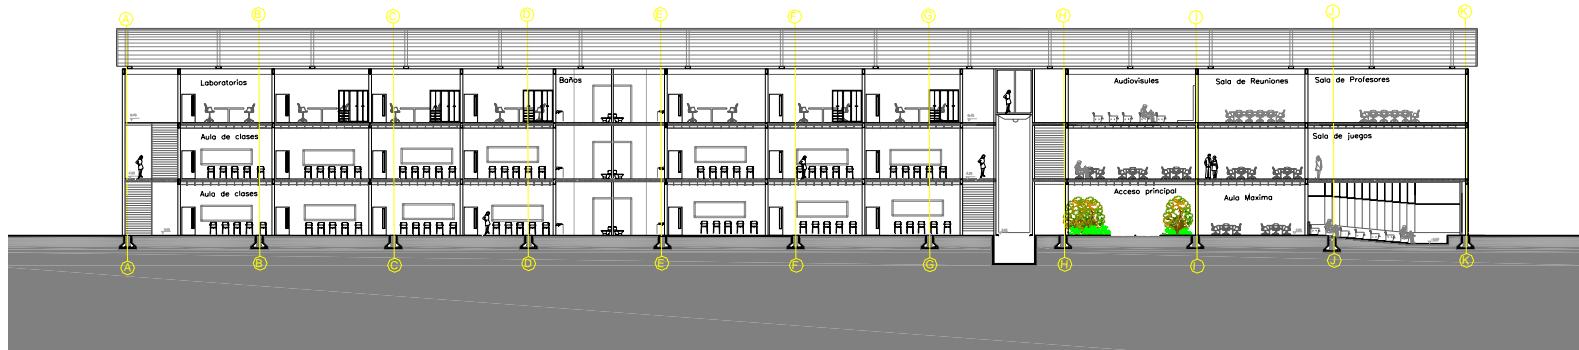 A B C D E F G H I J K
Laboratorios
Baños
Audiovisules
Sala de Reuniones
Sala de Profesores
Aula de clases
Sala de juegos
Aula de clases
Acceso principal
Aula Maxima
A B C D E F G H I J K